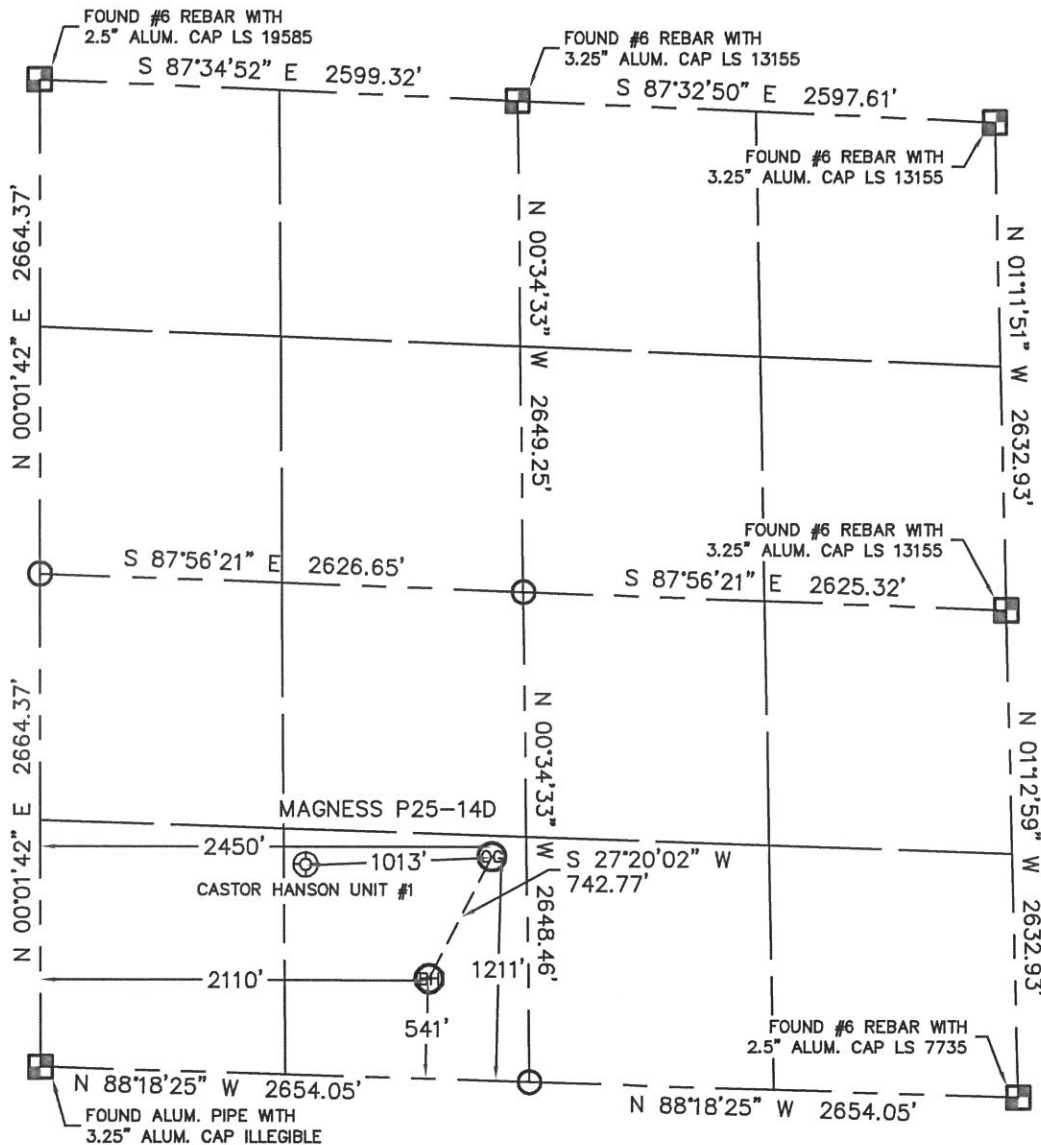 FOUND #6 REBAR WITH
2.5" ALUM. CAP LS 19585
FOUND #6 REBAR WITH
3.25" ALUM. CAP LS 13155
S 87°34'52" E 2599.32'
S 87°32'50" E 2597.61'
FOUND #6 REBAR WITH
3.25" ALUM. CAP LS 13155
N 00°01'42" E 2664.37'
N 00°34'33" W 2649.25'
N 01°11'51" W 2632.93'
FOUND #6 REBAR WITH
3.25" ALUM. CAP LS 13155
S 87°56'21" E 2626.65'
S 87°56'21" E 2625.32'
N 00°01'42" E 2664.37'
N 00°34'33" W 2648.46'
N 01°12'59" W 2632.93'
MAGNESS P25-14D
2450'
1013'
OG
S 27°20'02" W
742.77'
CASTOR HANSON UNIT #1
2110'
BH
1211'
541'
FOUND #6 REBAR WITH
2.5" ALUM. CAP LS 7735
N 88°18'25" W 2654.05'
N 88°18'25" W 2654.05'
FOUND ALUM. PIPE WITH
3.25" ALUM. CAP ILLEGIBLE